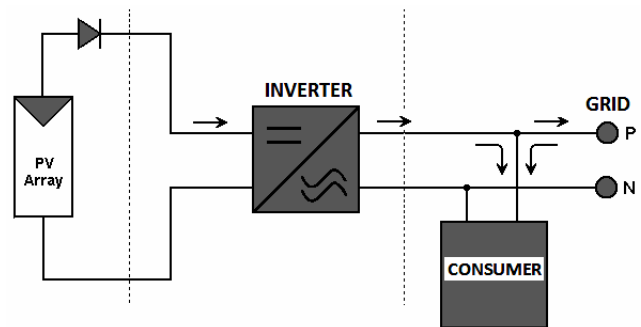 INVERTER
GRID
P
PV
Array
N
CONSUMER